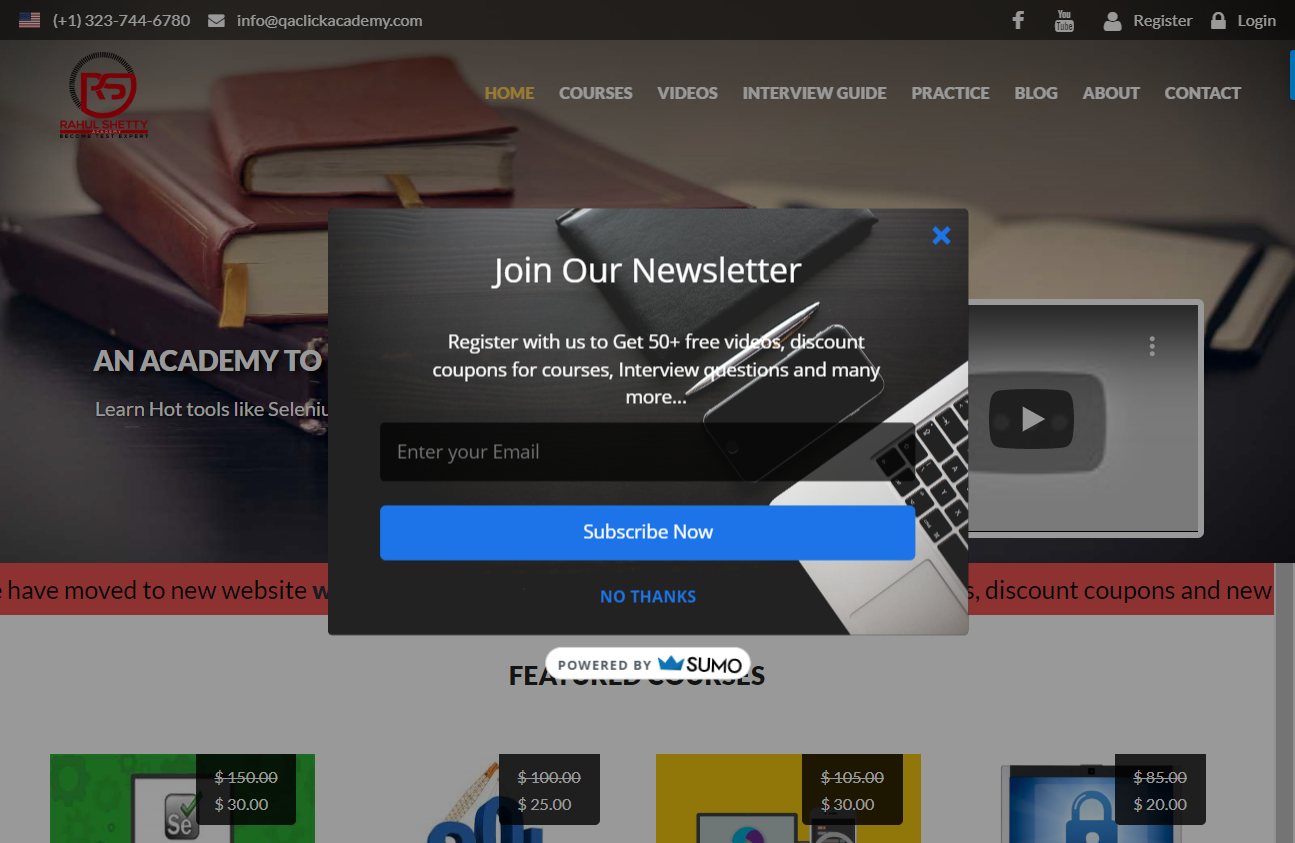 (+1) 323-744-6780 info@qaclickacademy.com You Tube Register Login
RS
RAHUL SHETTY
ACADEMY
BECOME TEST EXPERT
HOME COURSES VIDEOS INTERVIEW GUIDE PRACTICE BLOG ABOUT CONTACT
Join Our Newsletter
Register with us to Get 50+ free videos, discount
coupons for courses, Interview questions and many
more...
AN ACADEMY TO
Learn Hot tools like Seleniu
Enter your Email
Subscribe Now
NO THANKS
have moved to new website w
s, discount coupons and new
POWERED BY SUMO
FEATURED COURSES
$ 150.00
$ 30.00
Se
$ 100.00
$ 25.00
$ 105.00
$ 30.00
$ 85.00
$ 20.00